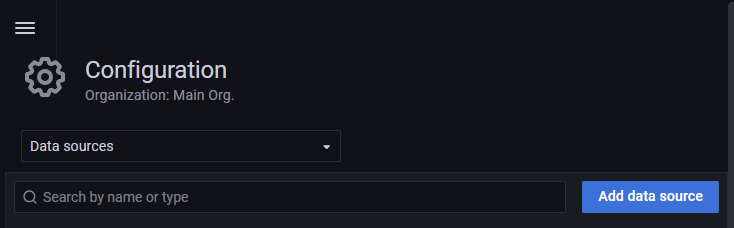 Configuration
Organization: Main Org.
Data sources
Search by name or type
Add data source